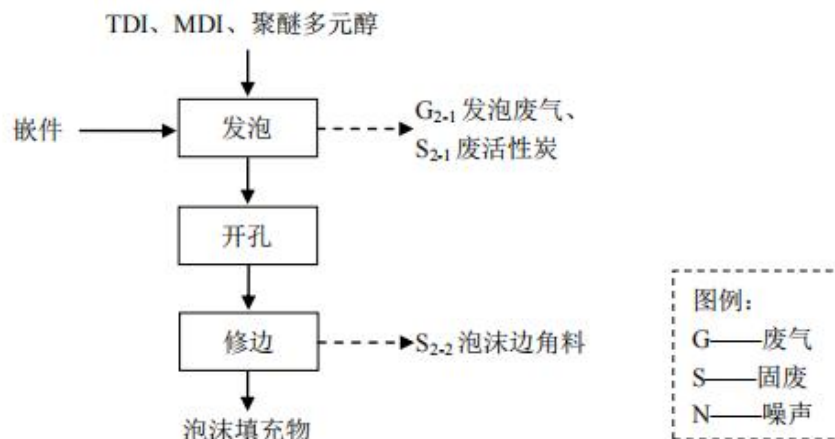 TDI、MDI、聚醚多元醇
嵌件
发泡
G2-1 发泡废气、
S2-1 废活性炭
开孔
修边
S2-2 泡沫边角料
泡沫填充物
图例：
G——废气
S——固废
N——噪声